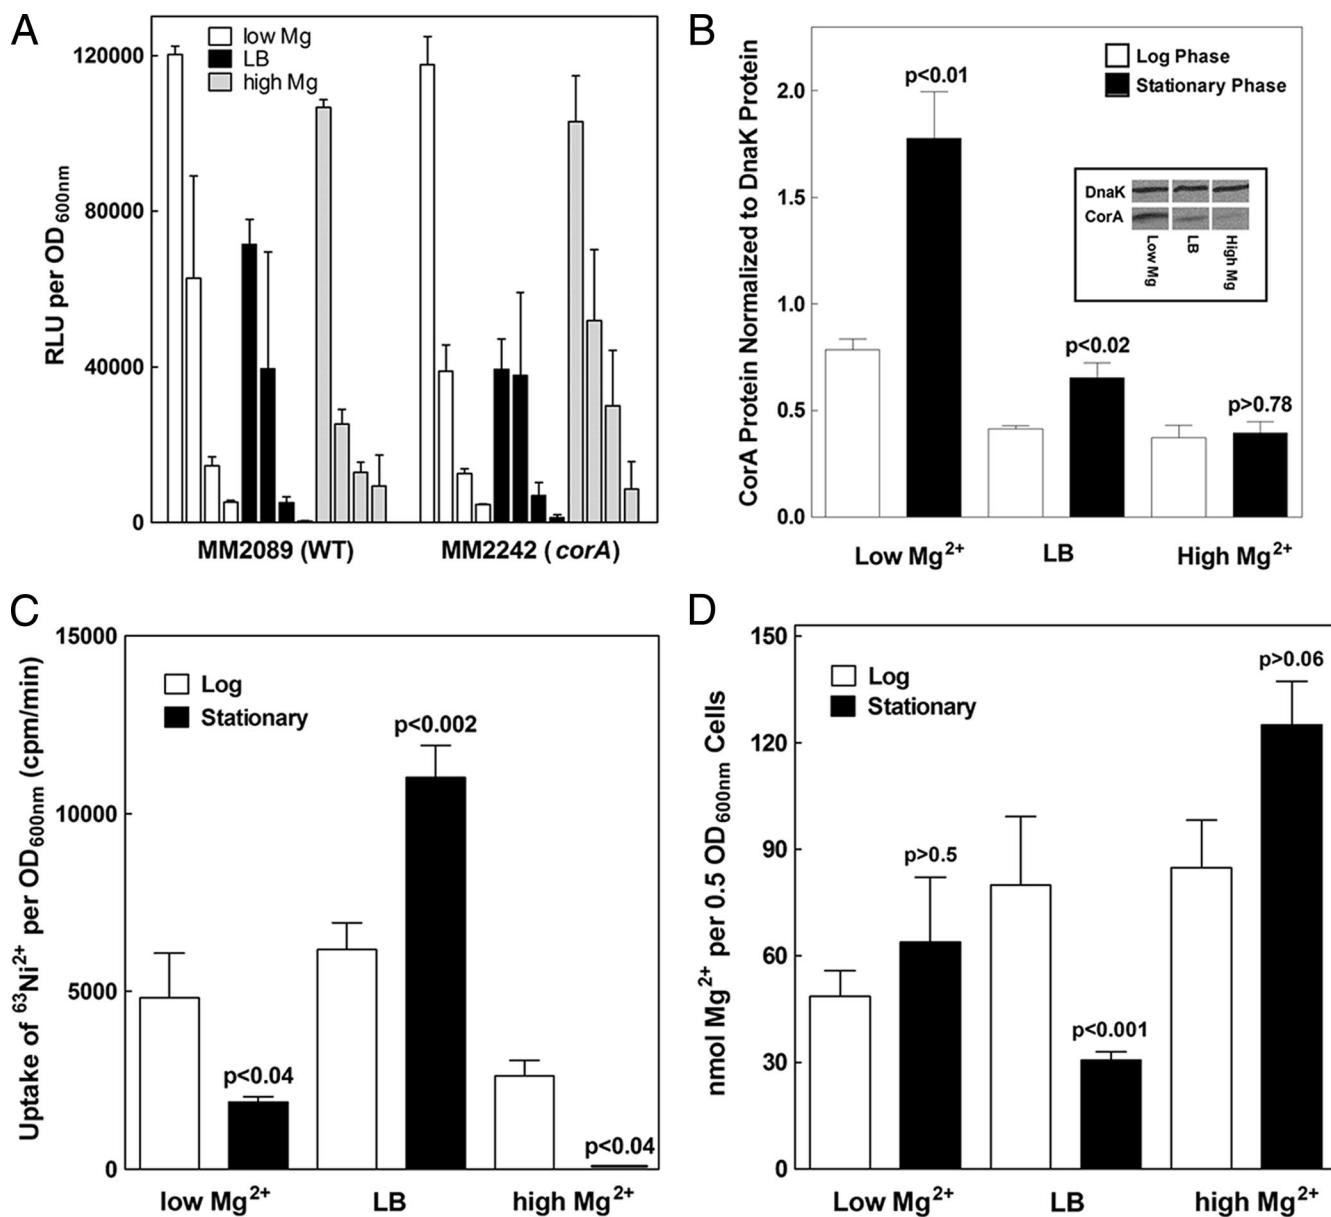 A
low Mg
LB
high Mg
120000
80000
40000
0
RLU per OD600nm
MM2089 (WT)
MM2242 (corA)
B
Log Phase
Stationary Phase
CorA Protein Normalized to DnaK Protein
2.0
1.5
1.0
0.5
0.0
p<0.01
p<0.02
p>0.78
DnaK
CorA
Low Mg
LB
High Mg
Low Mg2+
LB
High Mg2+
C
Log
Stationary
Uptake of 63Ni2+ per OD600nm (cpm/min)
15000
10000
5000
0
p<0.04
p<0.002
p<0.04
low Mg2+
LB
high Mg2+
D
Log
Stationary
nmol Mg2+ per 0.5 OD600nm Cells
150
120
90
60
30
0
p>0.5
p<0.001
p>0.06
Low Mg2+
LB
high Mg2+